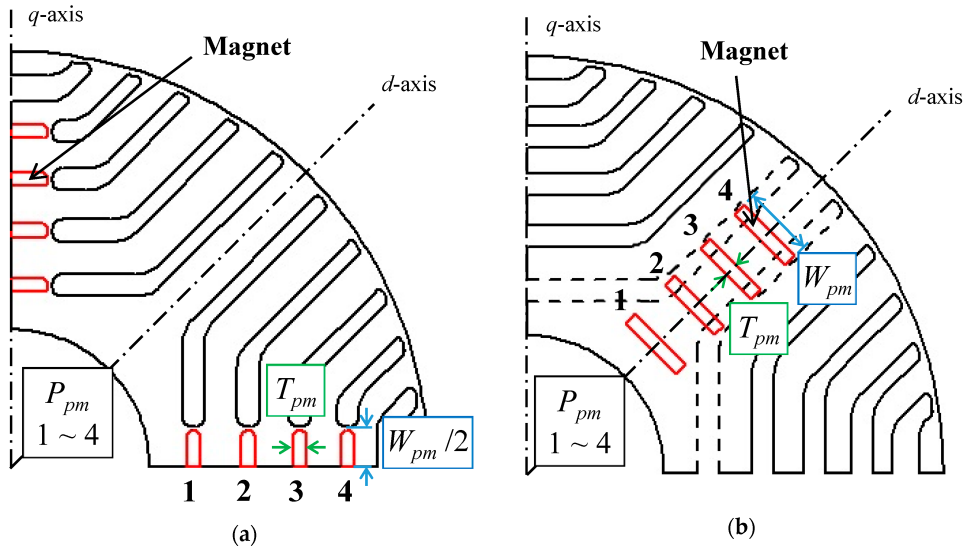 q-axis
Magnet
d-axis
P_pm
1 ~ 4
T_pm
W_pm /2
1 2 3 4
(a)
q-axis
Magnet
d-axis
4
3
2
1
W_pm
T_pm
P_pm
1 ~ 4
(b)